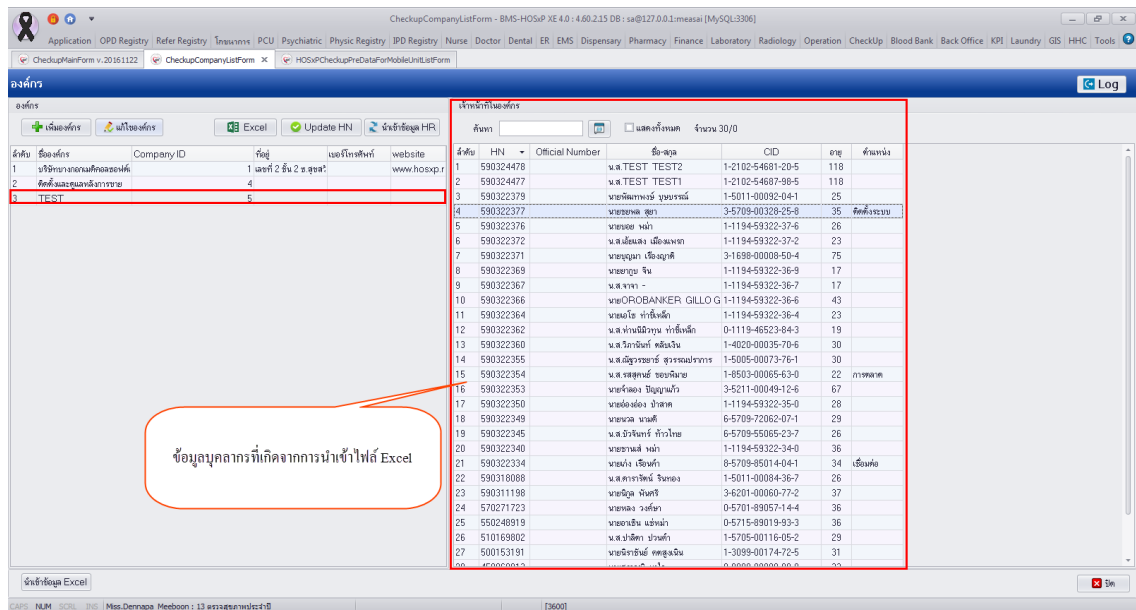 CheckupCompanyListForm - BMS-HOSxP XE 4.0 : 4.60.2.15 DB : sa@127.0.0.1:measai [MySQL:3306]
Application OPD Registry Refer Registry โภชนาการ PCU Psychiatric Physic Registry IPD Registry Nurse Doctor Dental ER EMS Dispensary Pharmacy Finance Laboratory Radiology Operation CheckUp Blood Bank Back Office KPI Laundry GIS HHC Tools
CheckupMainForm v.20161122 CheckupCompanyListForm HOSxPCheckupPreDataForMobileUnitListForm
องค์กร Log
องค์กร
เพิ่มองค์กร แก้ไของค์กร Excel Update HN นำเข้าข้อมูล HR
ลำดับ ชื่อองค์กร Company ID ที่อยู่ เบอร์โทรศัพท์ website
1 บริษัทบางกอกเมดิคอลซอฟต์ 1 เลขที่ 2 ชั้น 2 ซ.สุขสวั www.hosxp.r
2 ติดตั้งและดูแลหลังการขาย 4
3 TEST 5
เจ้าหน้าที่ในองค์กร
ค้นหา แสดงทั้งหมด จำนวน 30/0
ลำดับ HN Official Number ชื่อ-สกุล CID อายุ ตำแหน่ง
1 590324478 น.ส.TEST TEST2 1-2102-54681-20-5 118
2 590324477 น.ส.TEST TEST1 1-2102-54687-98-5 118
3 590322379 นายพัฒทพงษ์ บุษบรรณ์ 1-5011-00092-04-1 25
4 590322377 นายยพล สุยา 3-5709-00328-25-8 35 ติดตั้งระบบ
5 590322376 นายบอย หม่า 1-1194-59322-37-6 26
6 590322372 น.ส.เอ้ยแสง เมืองแพรก 1-1194-59322-37-2 23
7 590322371 นายบุญมา เรืองญาติ 3-1698-00008-50-4 75
8 590322369 นายยากูบ จีน 1-1194-59322-36-9 17
9 590322367 น.ส.จาจา - 1-1194-59322-36-7 17
10 590322366 นายOROBANKER GILLO G 1-1194-59322-36-6 43
11 590322364 นายเอโซ ท่าขี้เหล็ก 1-1194-59322-36-4 23
12 590322362 น.ส.ท่านนิมิวทุน ท่าขี้เหล็ก 0-1119-46523-84-3 19
13 590322360 น.ส.วิภานันท์ ตลับเงิน 1-4020-00035-70-6 30
14 590322355 น.ส.ณัฐวรชยาธ์ สุวรรณปราการ 1-5005-00073-76-1 30
15 590322354 น.ส.รสสุคนธ์ ชอบพิมาย 1-8503-00065-63-0 22 การตลาด
16 590322353 นายจำลอง ปัญญาแก้ว 3-5211-00049-12-6 67
17 590322350 นายอ่องอ่อง ป่าสาด 1-1194-59322-35-0 28
18 590322349 นายนวล นามดี 6-5709-72062-07-1 29
19 590322345 น.ส.บัวจันทร์ ท้าวไทย 6-5709-55065-23-7 26
20 590322340 นายซานเส่ หม่า 1-1194-59322-34-0 36
21 590322334 นายเก่ง เรือนคำ 8-5709-85014-04-1 34 เชื่อมต่อ
22 590318088 น.ส.ดารารัตน์ รินทอง 1-5011-00084-36-7 26
23 590311198 นายนิกูล พันศรี 3-6201-00060-77-2 37
24 570271723 นายหลง วงศ์ษา 0-5701-89057-14-4 36
25 550248919 นายอาเซิน แซ่หม่า 0-5715-89019-93-3 36
26 510169802 น.ส.ปาลิตา ปวนคำ 1-5705-00116-05-2 29
27 500153191 นายนิราธันย์ คตสูงเนิน 1-3099-00174-72-5 31
ข้อมูลบุคลากรที่เกิดจากการนำเข้าไฟล์ Excel
นำเข้าข้อมูล Excel ปิด
CAPS NUM SCRL INS Miss.Dennapa Meeboon : 13 ตรวจสุขภาพประจำปี [3600]